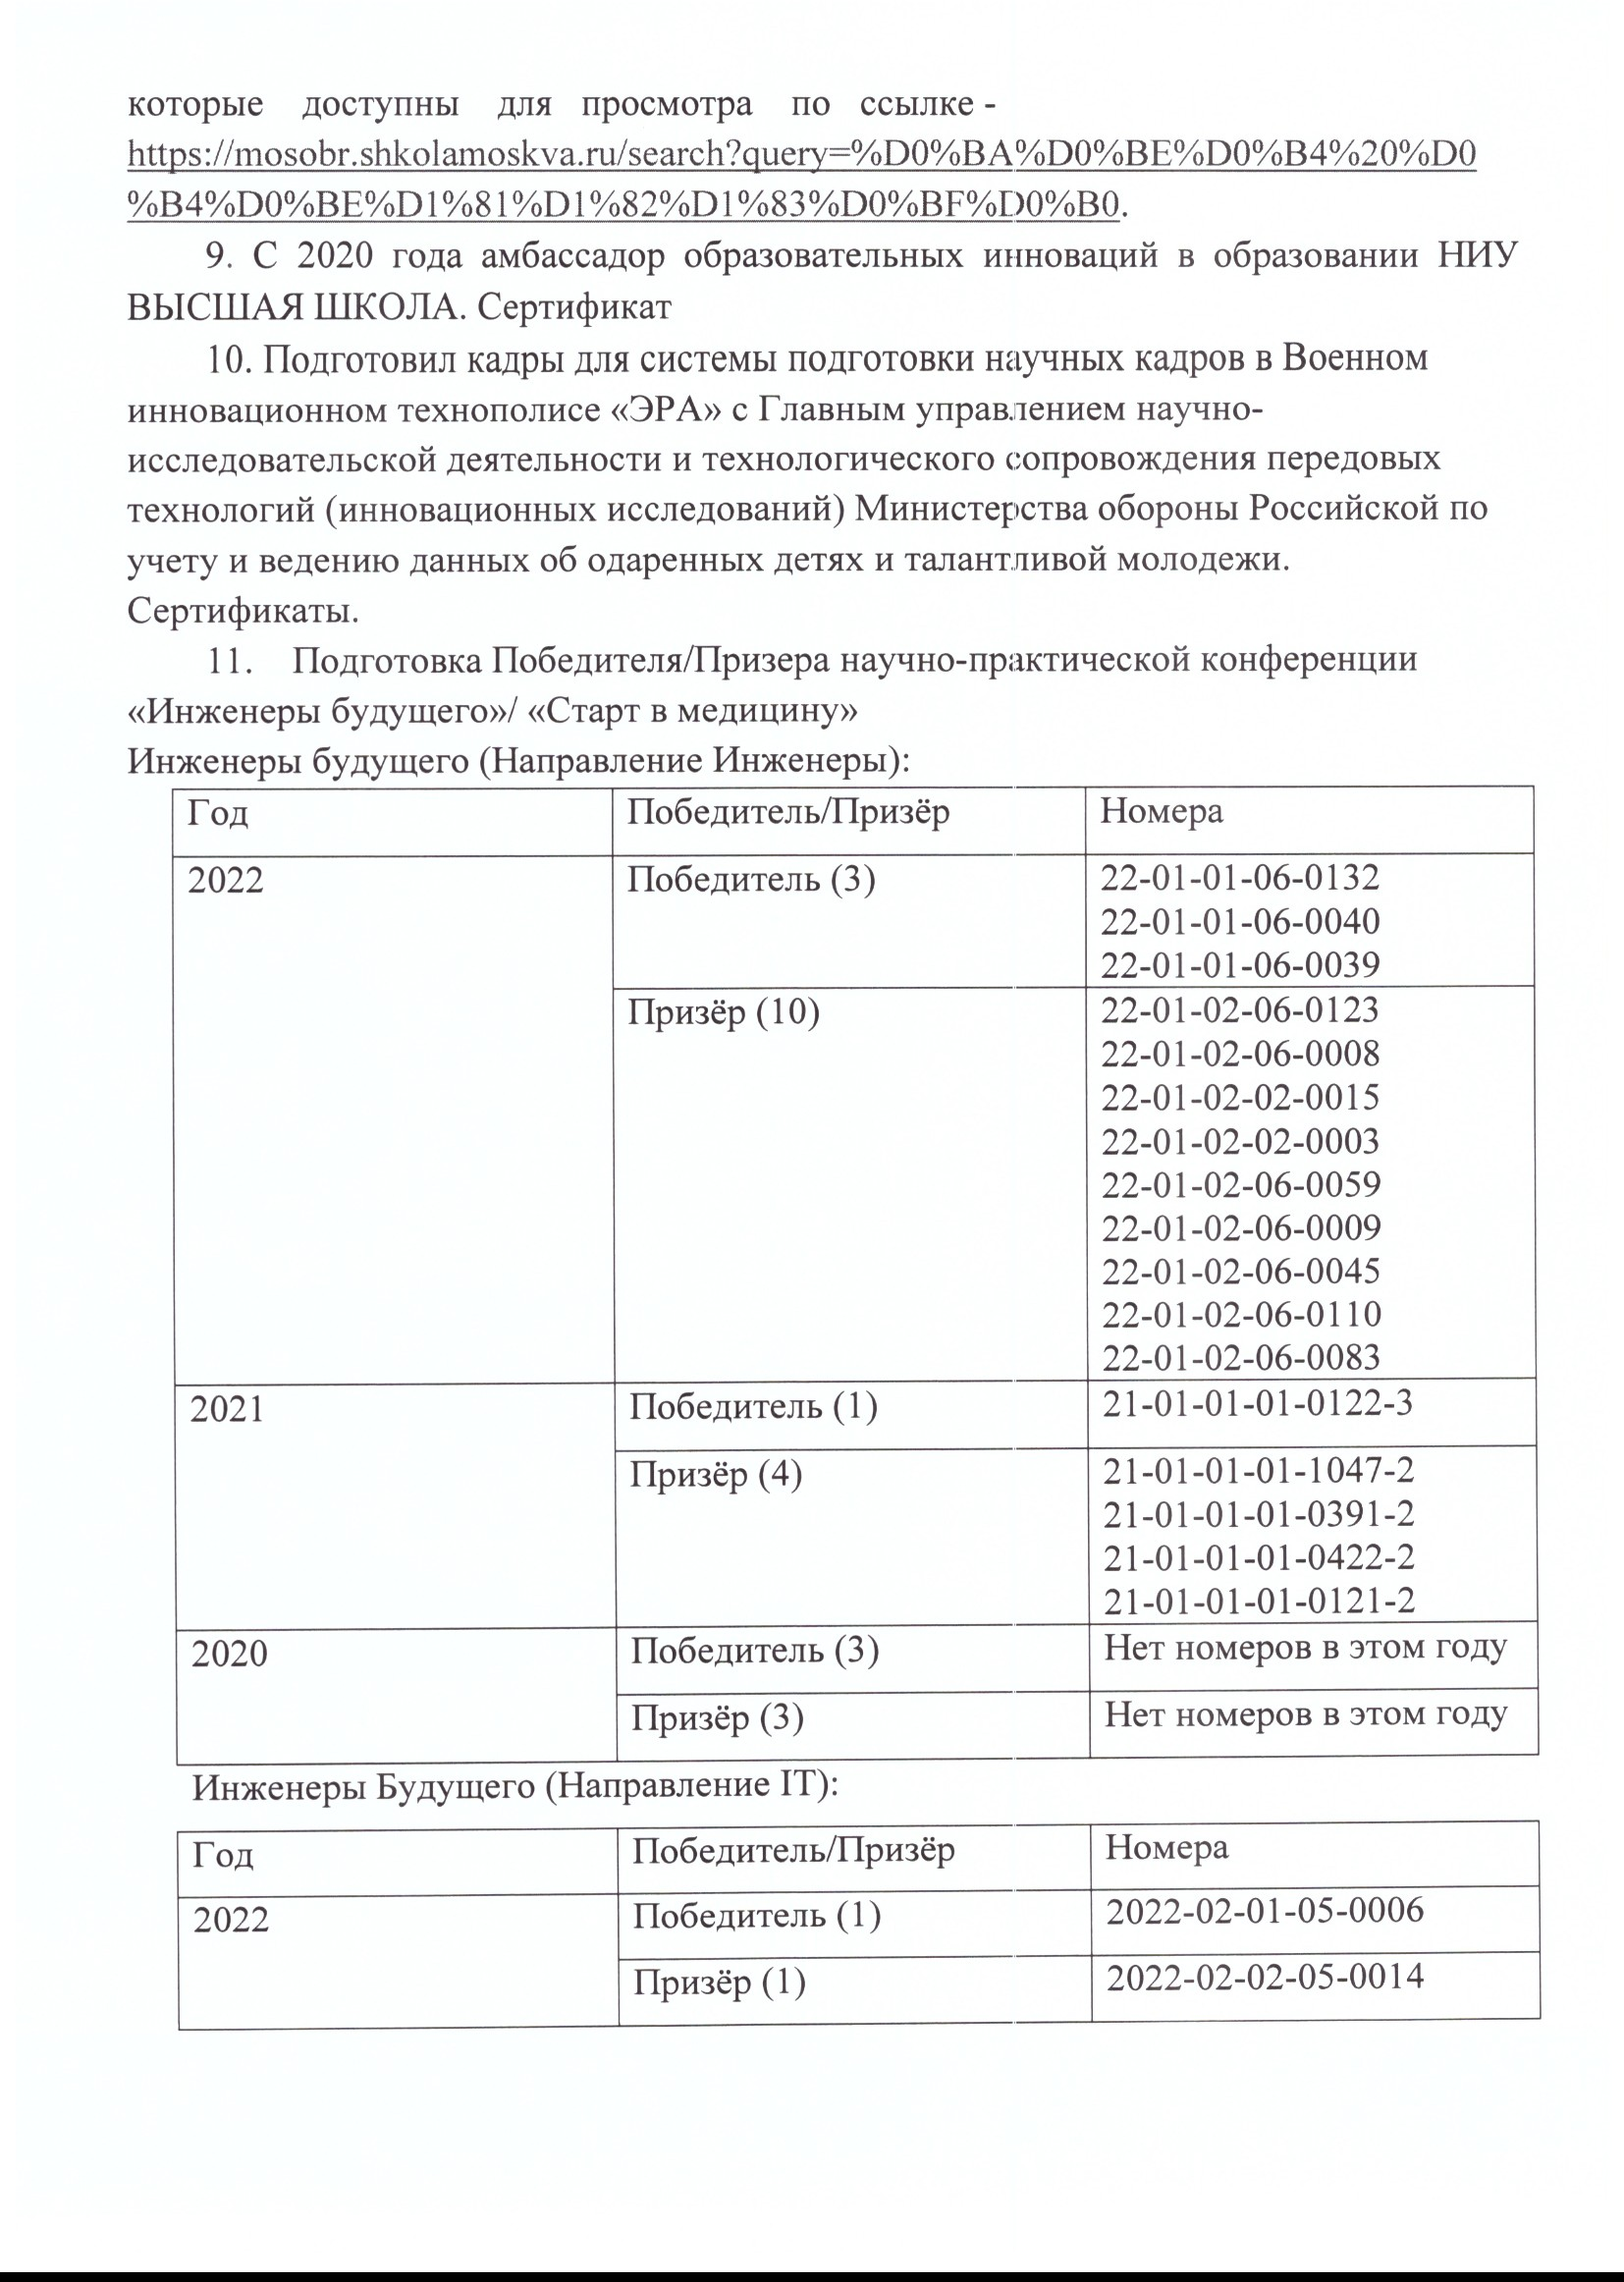 которые доступны для просмотра по ссылке -
https://mosobr.shkolamoskva.ru/search?query=%D0%BA%D0%BE%D0%B4%20%D0
%B4%D0%BE%D1%81%D1%82%D1%83%D0%BF%D0%B0.
9. С 2020 года амбассадор образовательных инноваций в образовании НИУ
ВЫСШАЯ ШКОЛА. Сертификат
10. Подготовил кадры для системы подготовки научных кадров в Военном
инновационном технополисе «ЭРА» с Главным управлением научно-
исследовательской деятельности и технологического сопровождения передовых
технологий (инновационных исследований) Министерства обороны Российской по
учету и ведению данных об одаренных детях и талантливой молодежи.
Сертификаты.
11. Подготовка Победителя/Призера научно-практической конференции
«Инженеры будущего»/ «Старт в медицину»
Инженеры будущего (Направление Инженеры):
Год Победитель/Призёр Номера
2022 Победитель (3) 22-01-01-06-0132
22-01-01-06-0040
22-01-01-06-0039
Призёр (10) 22-01-02-06-0123
22-01-02-06-0008
22-01-02-02-0015
22-01-02-02-0003
22-01-02-06-0059
22-01-02-06-0009
22-01-02-06-0045
22-01-02-06-0110
22-01-02-06-0083
2021 Победитель (1) 21-01-01-01-0122-3
Призёр (4) 21-01-01-01-1047-2
21-01-01-01-0391-2
21-01-01-01-0422-2
21-01-01-01-0121-2
2020 Победитель (3) Нет номеров в этом году
Призёр (3) Нет номеров в этом году
Инженеры Будущего (Направление IT):
Год Победитель/Призёр Номера
2022 Победитель (1) 2022-02-01-05-0006
Призёр (1) 2022-02-02-05-0014